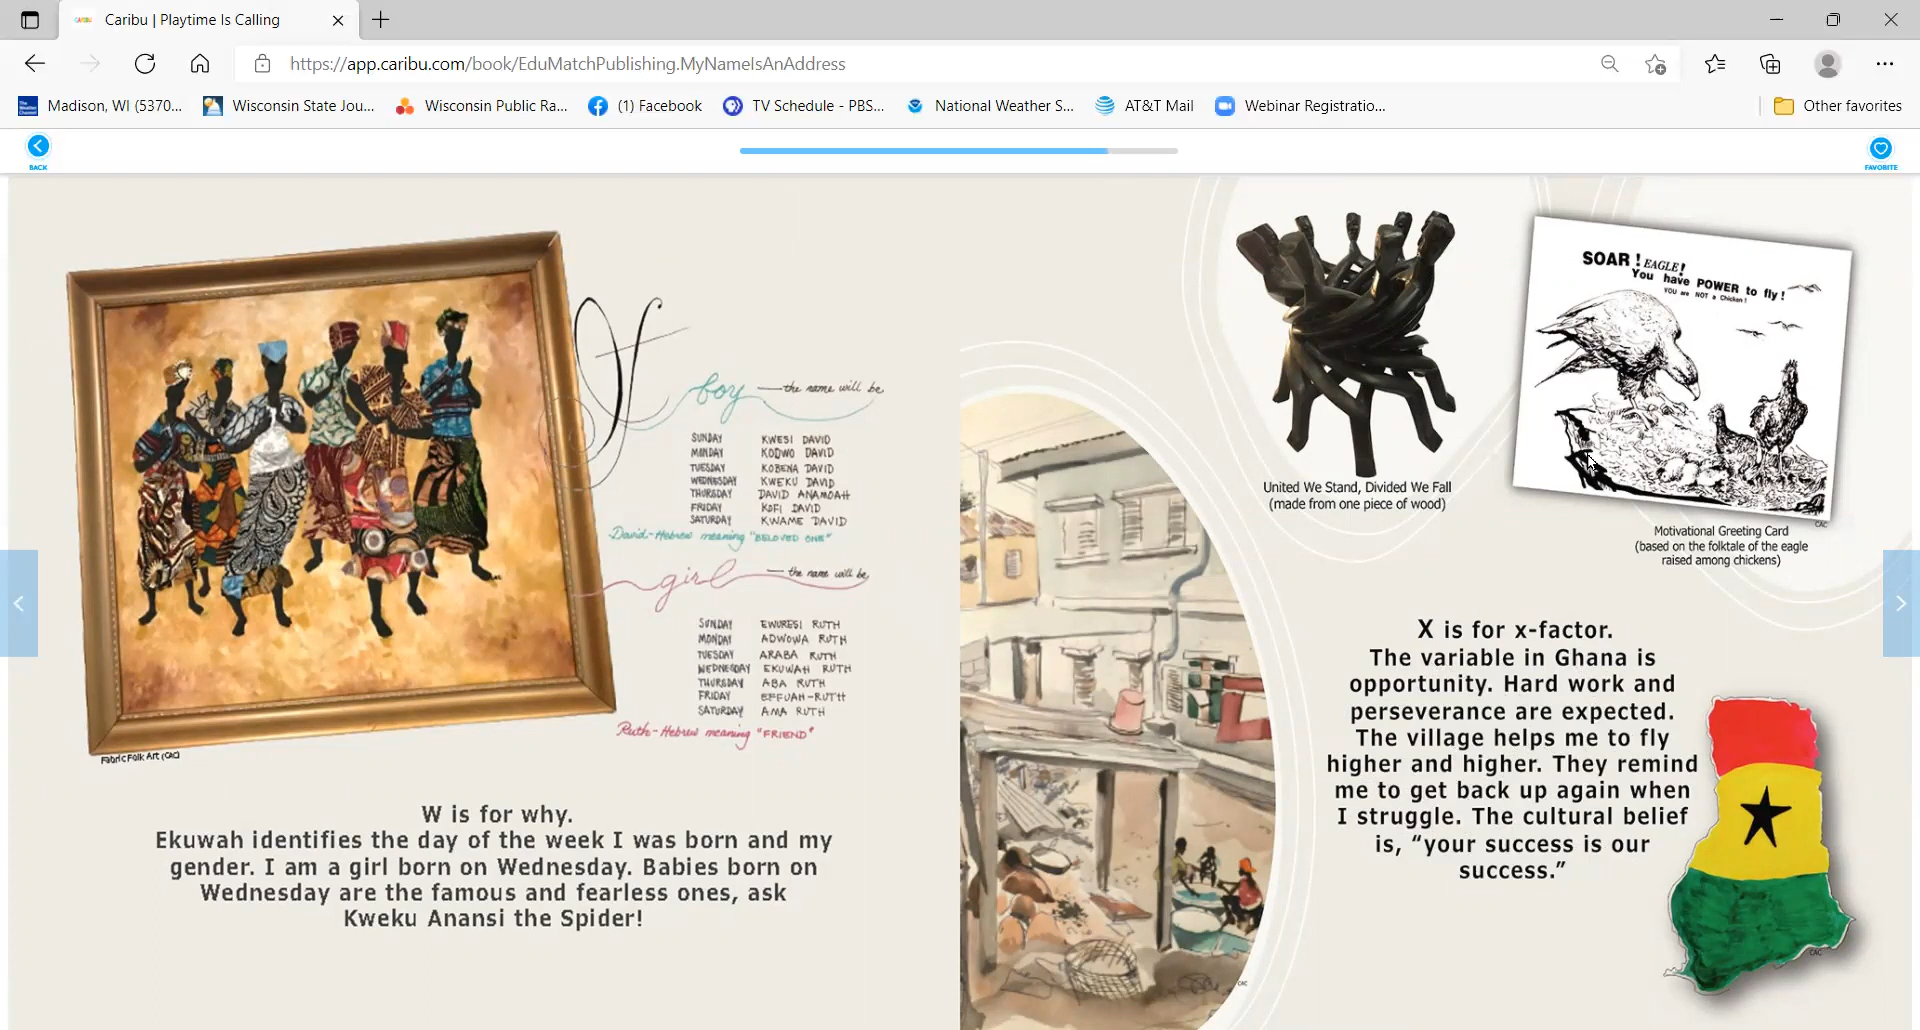 Caribu | Playtime Is Calling
https://app.caribu.com/book/EduMatchPublishing.MyNameIsAnAddress
Madison, WI (5370...
Wisconsin State Jou...
Wisconsin Public Ra...
(1) Facebook
TV Schedule - PBS...
National Weather S...
AT&T Mail
Webinar Registratio...
Other favorites
BACK
FAVORITE
If
boy — the name will be
SUNDAY KWESI DAVID
MONDAY KODWO DAVID
TUESDAY KOBENA DAVID
WEDNESDAY KWEKU DAVID
THURSDAY DAVID ANAMOAH
FRIDAY KOFI DAVID
SATURDAY KWAME DAVID
David-Hebrew meaning "BELOVED ONE"
girl — the name will be
SUNDAY EWURESI RUTH
MONDAY ADWOWA RUTH
TUESDAY ARABA RUTH
WEDNESDAY EKUWAH RUTH
THURSDAY ABA RUTH
FRIDAY EFFUAH-RUTH
SATURDAY AMA RUTH
Ruth-Hebrew meaning "FRIEND"
Fabric Folk Art (CAC)
W is for why.
Ekuwah identifies the day of the week I was born and my
gender. I am a girl born on Wednesday. Babies born on
Wednesday are the famous and fearless ones, ask
Kweku Anansi the Spider!
United We Stand, Divided We Fall
(made from one piece of wood)
SOAR! EAGLE!
You have POWER to fly!
YOU are NOT a Chicken!
CAC
Motivational Greeting Card
(based on the folktale of the eagle
raised among chickens)
X is for x-factor.
The variable in Ghana is
opportunity. Hard work and
perseverance are expected.
The village helps me to fly
higher and higher. They remind
me to get back up again when
I struggle. The cultural belief
is, “your success is our
success.”
CAC
CAC